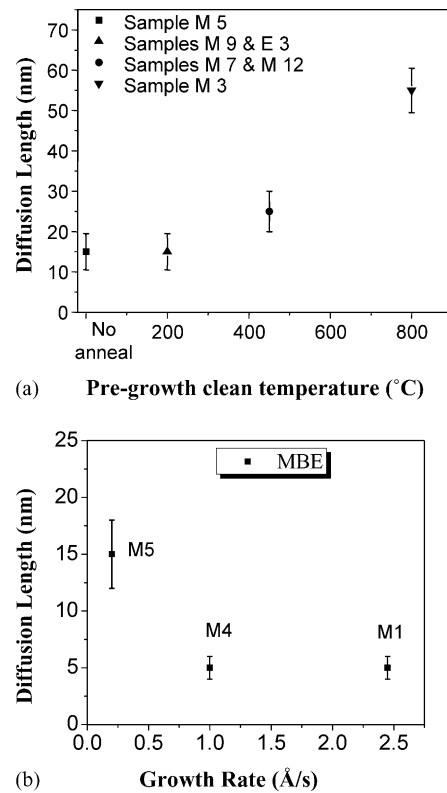 Sample M 5
Samples M 9 & E 3
Samples M 7 & M 12
Sample M 3
Diffusion Length (nm)
70
60
50
40
30
20
10
0
No anneal
200
400
600
800
(a) Pre-growth clean temperature (˚C)
MBE
Diffusion Length (nm)
25
20
15
10
5
0
M5
M4
M1
0.0
0.5
1.0
1.5
2.0
2.5
(b) Growth Rate (Å/s)